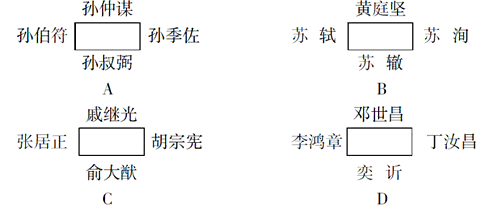 孙仲谋
孙伯符 孙季佐
孙叔弼
A
黄庭坚
苏 轼 苏 洵
苏 辙
B
戚继光
张居正 胡宗宪
俞大猷
C
邓世昌
李鸿章 丁汝昌
奕 䜣
D